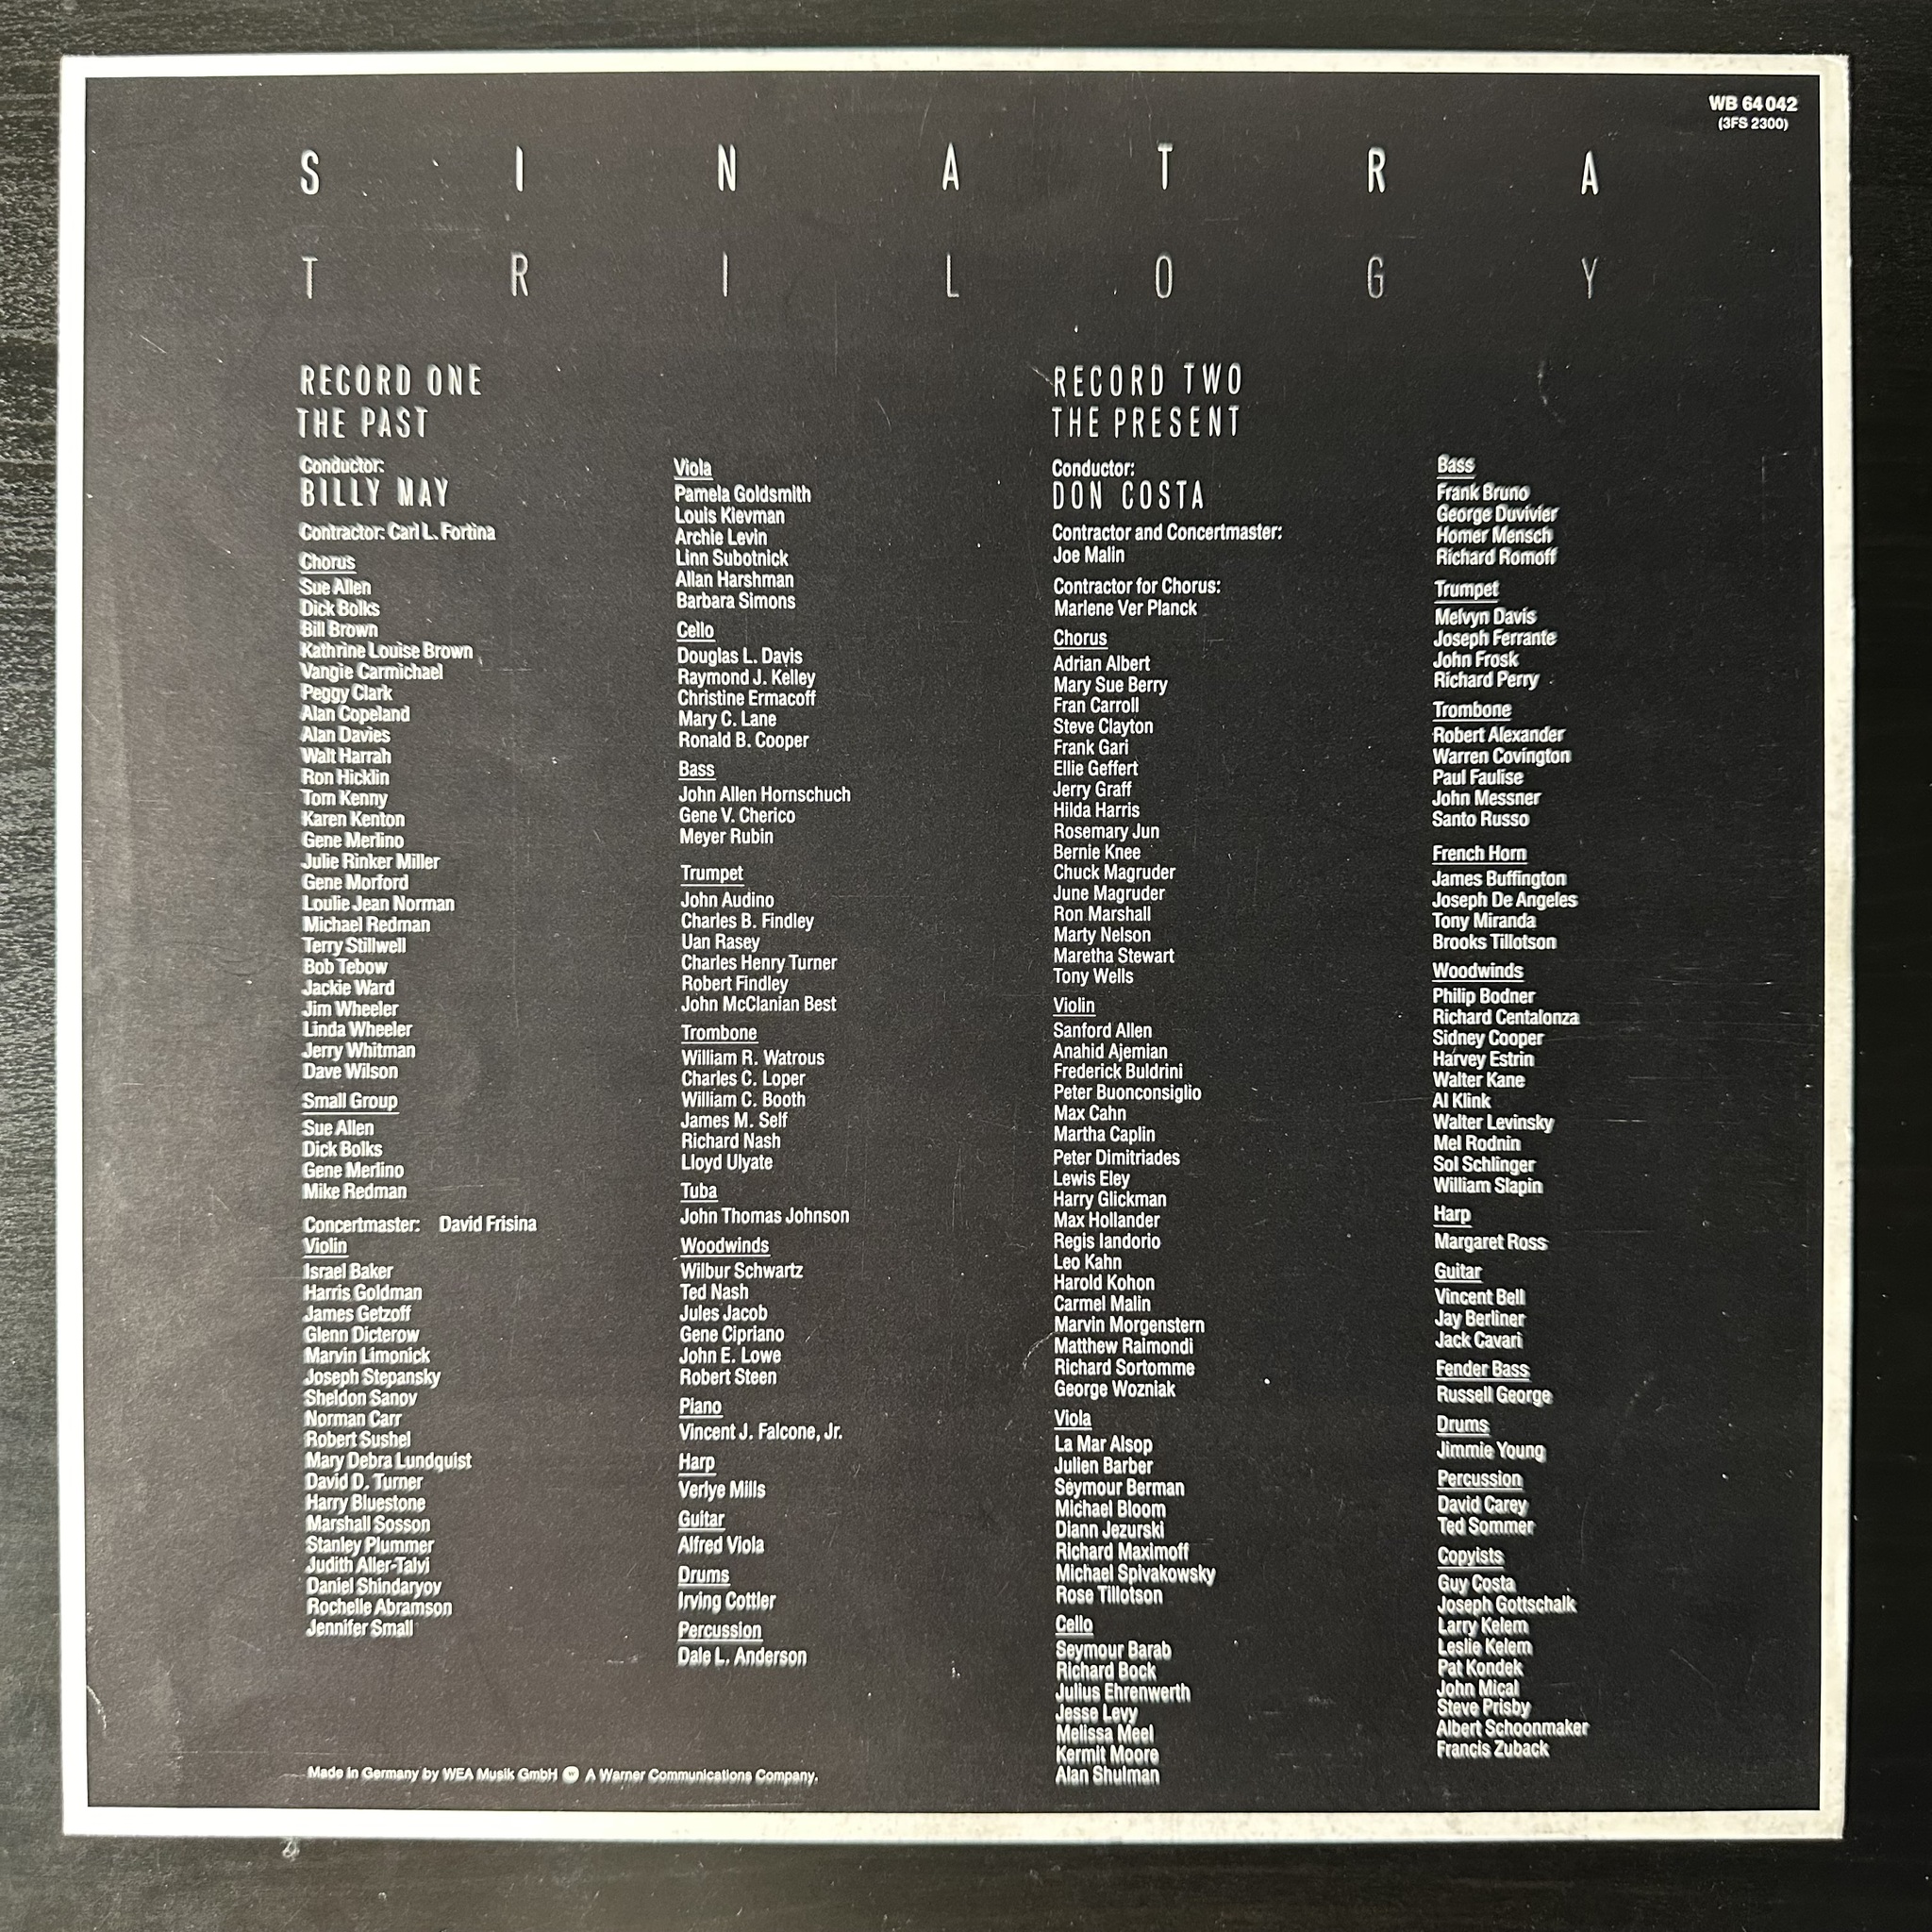 WB 64 042
(3FS 2300)
SINATRA
TRILOGY
RECORD ONE
THE PAST
Conductor:
BILLY MAY
Contractor: Carl L. Fortina
Chorus
Sue Allen
Dick Bolks
Bill Brown
Kathrine Louise Brown
Vangie Carmichael
Peggy Clark
Alan Copeland
Alan Davies
Walt Harrah
Ron Hicklin
Tom Kenny
Karen Kenton
Gene Merlino
Julie Rinker Miller
Gene Morford
Loulie Jean Norman
Michael Redman
Terry Stillwell
Bob Tebow
Jackie Ward
Jim Wheeler
Linda Wheeler
Jerry Whitman
Dave Wilson
Small Group
Sue Allen
Dick Bolks
Gene Merlino
Mike Redman
Concertmaster: David Frisina
Violin
Israel Baker
Harris Goldman
James Getzoff
Glenn Dicterow
Marvin Limonick
Joseph Stepansky
Sheldon Sanov
Norman Carr
Robert Sushel
Mary Debra Lundquist
David D. Turner
Harry Bluestone
Marshall Sosson
Stanley Plummer
Judith Aller-Talvi
Daniel Shindaryov
Rochelle Abramson
Jennifer Small
Viola
Pamela Goldsmith
Louis Kievman
Archie Levin
Linn Subotnick
Allan Harshman
Barbara Simons
Cello
Douglas L. Davis
Raymond J. Kelley
Christine Ermacoff
Mary C. Lane
Ronald B. Cooper
Bass
John Allen Hornschuch
Gene V. Cherico
Meyer Rubin
Trumpet
John Audino
Charles B. Findley
Uan Rasey
Charles Henry Turner
Robert Findley
John McClanian Best
Trombone
William R. Watrous
Charles C. Loper
William C. Booth
James M. Self
Richard Nash
Lloyd Ulyate
Tuba
John Thomas Johnson
Woodwinds
Wilbur Schwartz
Ted Nash
Jules Jacob
Gene Cipriano
John E. Lowe
Robert Steen
Piano
Vincent J. Falcone, Jr.
Harp
Verlye Mills
Guitar
Alfred Viola
Drums
Irving Cottler
Percussion
Dale L. Anderson
RECORD TWO
THE PRESENT
Conductor:
DON COSTA
Contractor and Concertmaster:
Joe Malin
Contractor for Chorus:
Marlene Ver Planck
Chorus
Adrian Albert
Mary Sue Berry
Fran Carroll
Steve Clayton
Frank Gari
Ellie Geffert
Jerry Graff
Hilda Harris
Rosemary Jun
Bernie Knee
Chuck Magruder
June Magruder
Ron Marshall
Marty Nelson
Maretha Stewart
Tony Wells
Violin
Sanford Allen
Anahid Ajemian
Frederick Buldrini
Peter Buonconsiglio
Max Cahn
Martha Caplin
Peter Dimitriades
Lewis Eley
Harry Glickman
Max Hollander
Regis Iandorio
Leo Kahn
Harold Kohon
Carmel Malin
Marvin Morgenstern
Matthew Raimondi
Richard Sortomme
George Wozniak
Viola
La Mar Alsop
Julien Barber
Seymour Berman
Michael Bloom
Diann Jezurski
Richard Maximoff
Michael Spivakowsky
Rose Tillotson
Cello
Seymour Barab
Richard Bock
Julius Ehrenwerth
Jesse Levy
Melissa Meel
Kermit Moore
Alan Shulman
Bass
Frank Bruno
George Duvivier
Homer Mensch
Richard Romoff
Trumpet
Melvyn Davis
Joseph Ferrante
John Frosk
Richard Perry
Trombone
Robert Alexander
Warren Covington
Paul Faulise
John Messner
Santo Russo
French Horn
James Buffington
Joseph De Angeles
Tony Miranda
Brooks Tillotson
Woodwinds
Philip Bodner
Richard Centalonza
Sidney Cooper
Harvey Estrin
Walter Kane
Al Klink
Walter Levinsky
Mel Rodnin
Sol Schlinger
William Slapin
Harp
Margaret Ross
Guitar
Vincent Bell
Jay Berliner
Jack Cavari
Fender Bass
Russell George
Drums
Jimmie Young
Percussion
David Carey
Ted Sommer
Copyists
Guy Costa
Joseph Gottschalk
Larry Kelem
Leslie Kelem
Pat Kondek
John Mical
Steve Prisby
Albert Schoonmaker
Francis Zuback
Made in Germany by WEA Musik GmbH A Warner Communications Company.